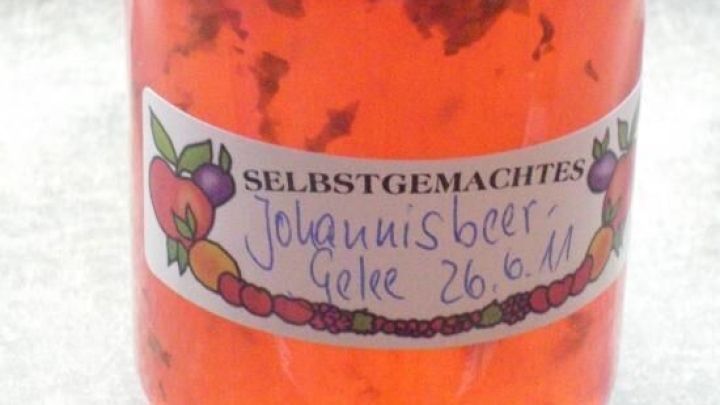 SELBSTGEMACHTES
Johannisbeer-
Gelee 26.6.11